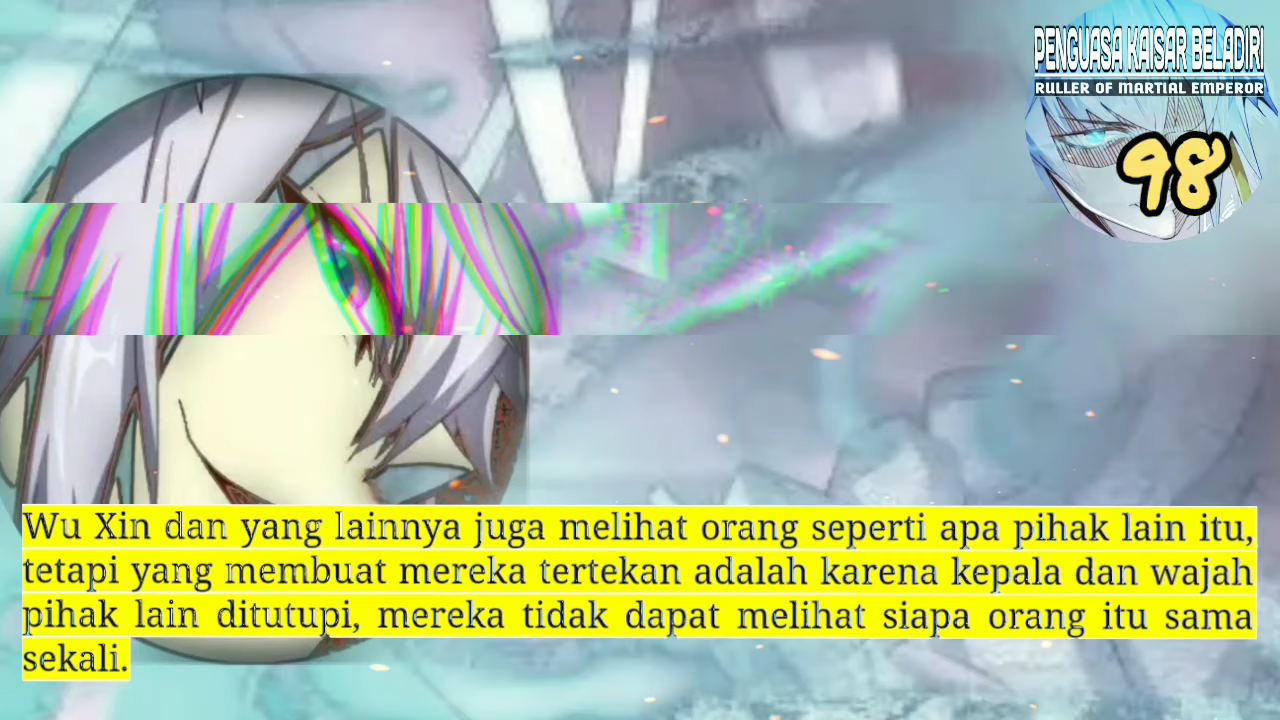 PENGUASA KAISAR BELADIRI
RULLER OF MARTIAL EMPEROR
98
Wu Xin dan yang lainnya juga melihat orang seperti apa pihak lain itu,
tetapi yang membuat mereka tertekan adalah karena kepala dan wajah
pihak lain ditutupi, mereka tidak dapat melihat siapa orang itu sama
sekali.